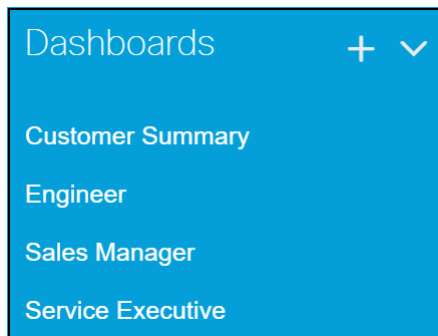 Dashboards
Customer Summary
Engineer
Sales Manager
Service Executive